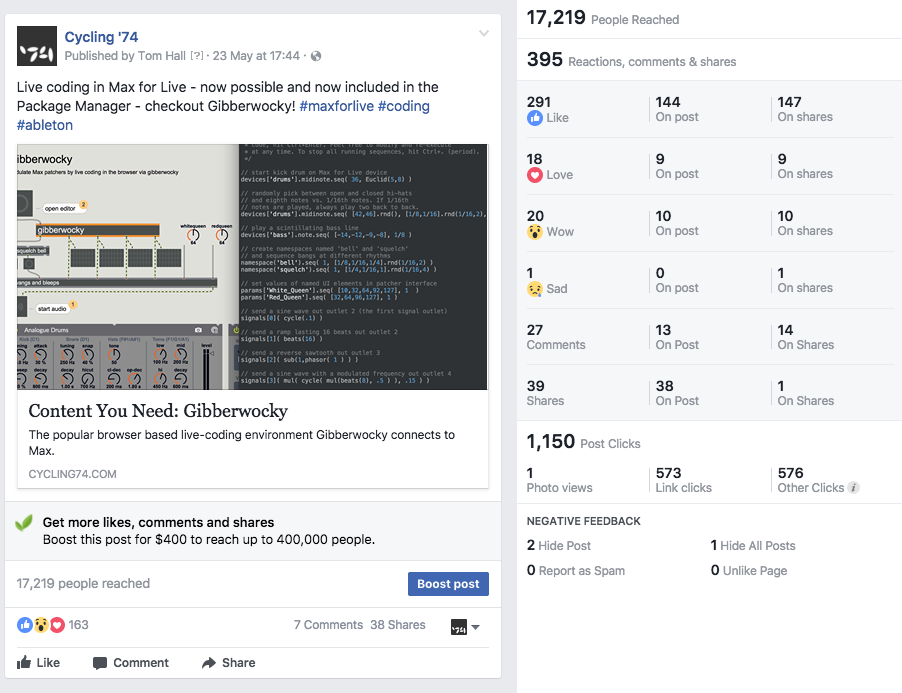 Cycling '74
Published by Tom Hall [?] · 23 May at 17:44 ·
Live coding in Max for Live - now possible and now included in the
Package Manager - checkout Gibberwocky! #maxforlive #coding
#ableton
ibberwocky
dulate Max patchers by live coding in the browser via gibberwocky
open editor 2
gibberwocky
whitequeen redqueen
64 64
squelch bell
bangs and bleeps
start audio 1
Analogue Drums
level
* at any time. To stop all running sequences, hit Ctrl+. (period).
*/
// start kick drum on Max for Live device
devices['drums'].midinote.seq( 36, Euclid(5,8) )
// randomly pick between open and closed hi-hats
// and eighth notes vs. 1/16th notes. If 1/16th
// notes are played, always play two back to back.
devices['drums'].midinote.seq( [42,46].rnd(), [1/8,1/16].rnd(1/16,2),
// play a scintillating bass line
devices['bass'].note.seq( [-14,-12,-9,-8], 1/8 )
// create namespaces named 'bell' and 'squelch'
// and sequence bangs at different rhythms
namespace('bell').seq( 1, [1/8,1/16,1/4].rnd(1/16,2) )
namespace('squelch').seq( 1, [1/4,1/16,1].rnd(1/16,4) )
// set values of named UI elements in patcher interface
params['White_Queen'].seq( [10,32,64,92,127], 1 )
params['Red_Queen'].seq( [32,64,96,127], 1 )
// send a sine wave out outlet 2 (the first signal outlet)
signals[0]( cycle(.1) )
// send a ramp lasting 16 beats out outlet 2
signals[1]( beats(16) )
// send a reverse sawtooth out outlet 3
signals[2]( sub(1,phasor( 1 ) ) )
// send a sine wave with a modulated frequency out outlet 4
signals[3]( mul( cycle( mul(beats(8), .5 ) ), .15 ) )
Content You Need: Gibberwocky
The popular browser based live-coding environment Gibberwocky connects to
Max.
CYCLING74.COM
Get more likes, comments and shares
Boost this post for $400 to reach up to 400,000 people.
17,219 people reached
Boost post
163
7 Comments 38 Shares
Like Comment Share
17,219 People Reached
395 Reactions, comments & shares
291 144 147
Like On post On shares
18 9 9
Love On post On shares
20 10 10
Wow On post On shares
1 0 1
Sad On post On shares
27 13 14
Comments On Post On Shares
39 38 1
Shares On Post On Shares
1,150 Post Clicks
1 573 576
Photo views Link clicks Other Clicks i
NEGATIVE FEEDBACK
2 Hide Post 1 Hide All Posts
0 Report as Spam 0 Unlike Page